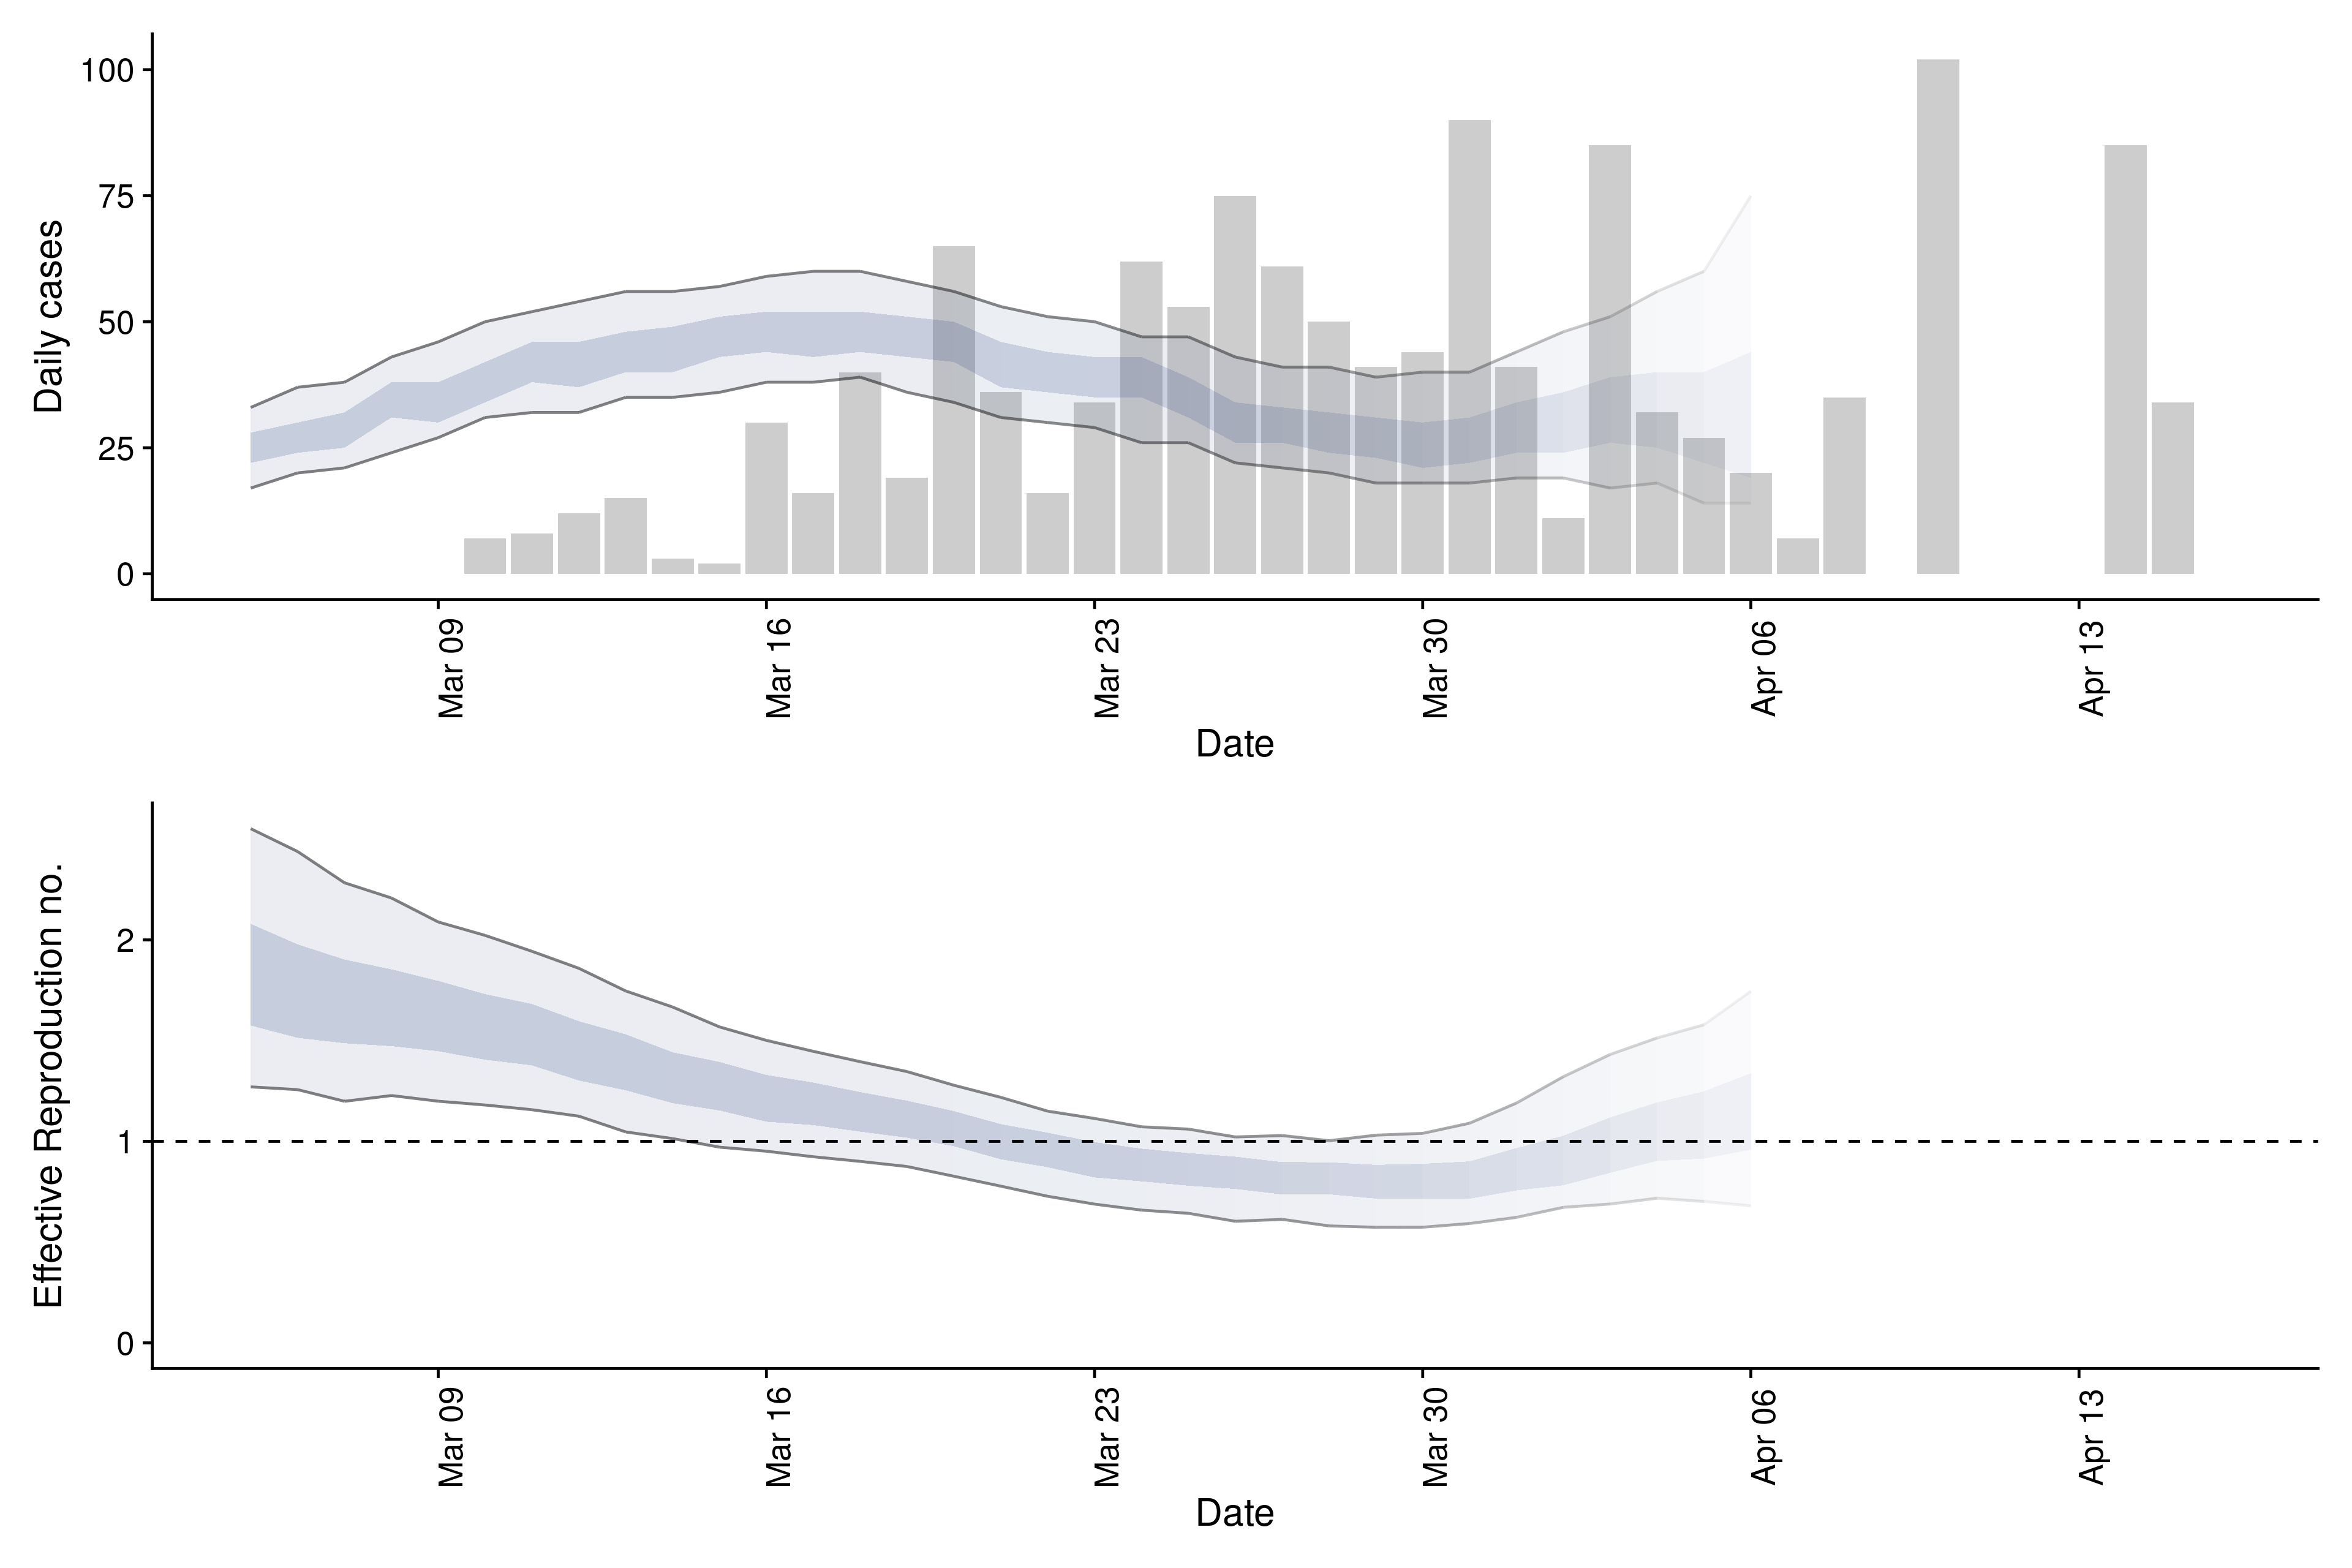 Daily cases
100
75
50
25
0
Mar 09
Mar 16
Mar 23
Mar 30
Apr 06
Apr 13
Date
Effective Reproduction no.
2
1
0
Mar 09
Mar 16
Mar 23
Mar 30
Apr 06
Apr 13
Date